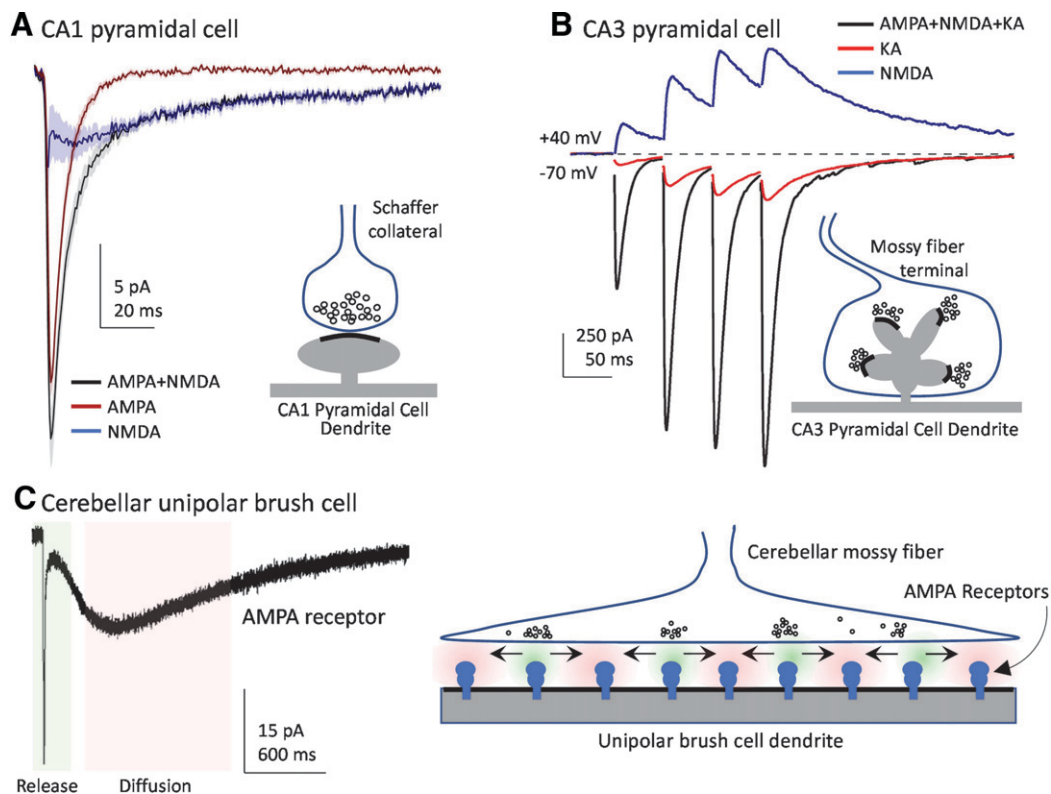 A CA1 pyramidal cell
5 pA
20 ms
AMPA+NMDA
AMPA
NMDA
Schaffer
collateral
CA1 Pyramidal Cell
Dendrite
B CA3 pyramidal cell
AMPA+NMDA+KA
KA
NMDA
+40 mV
-70 mV
250 pA
50 ms
Mossy fiber
terminal
CA3 Pyramidal Cell Dendrite
C Cerebellar unipolar brush cell
AMPA receptor
15 pA
600 ms
Release
Diffusion
Cerebellar mossy fiber
AMPA Receptors
Unipolar brush cell dendrite